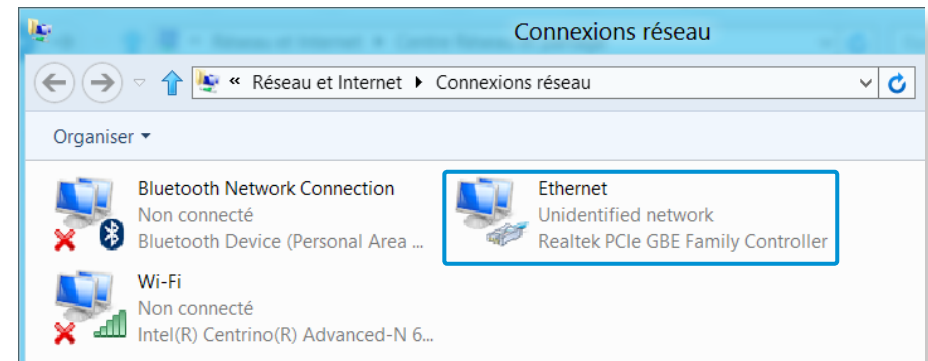 Connexions réseau
« Réseau et Internet Connexions réseau
Organiser
Bluetooth Network Connection
Non connecté
Bluetooth Device (Personal Area ...
Ethernet
Unidentified network
Realtek PCIe GBE Family Controller
Wi-Fi
Non connecté
Intel(R) Centrino(R) Advanced-N 6...